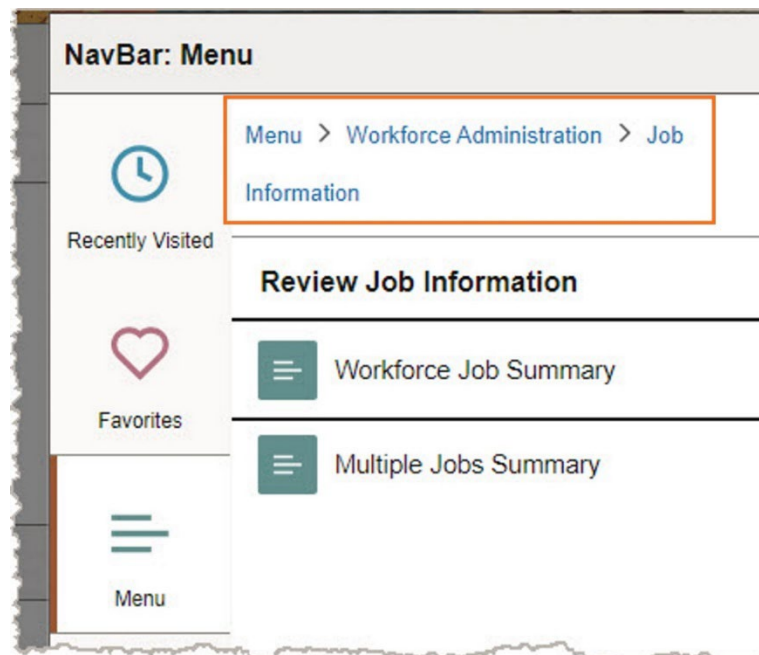 NavBar: Menu
Menu > Workforce Administration > Job
Information
Recently Visited
Review Job Information
Workforce Job Summary
Favorites
Multiple Jobs Summary
Menu